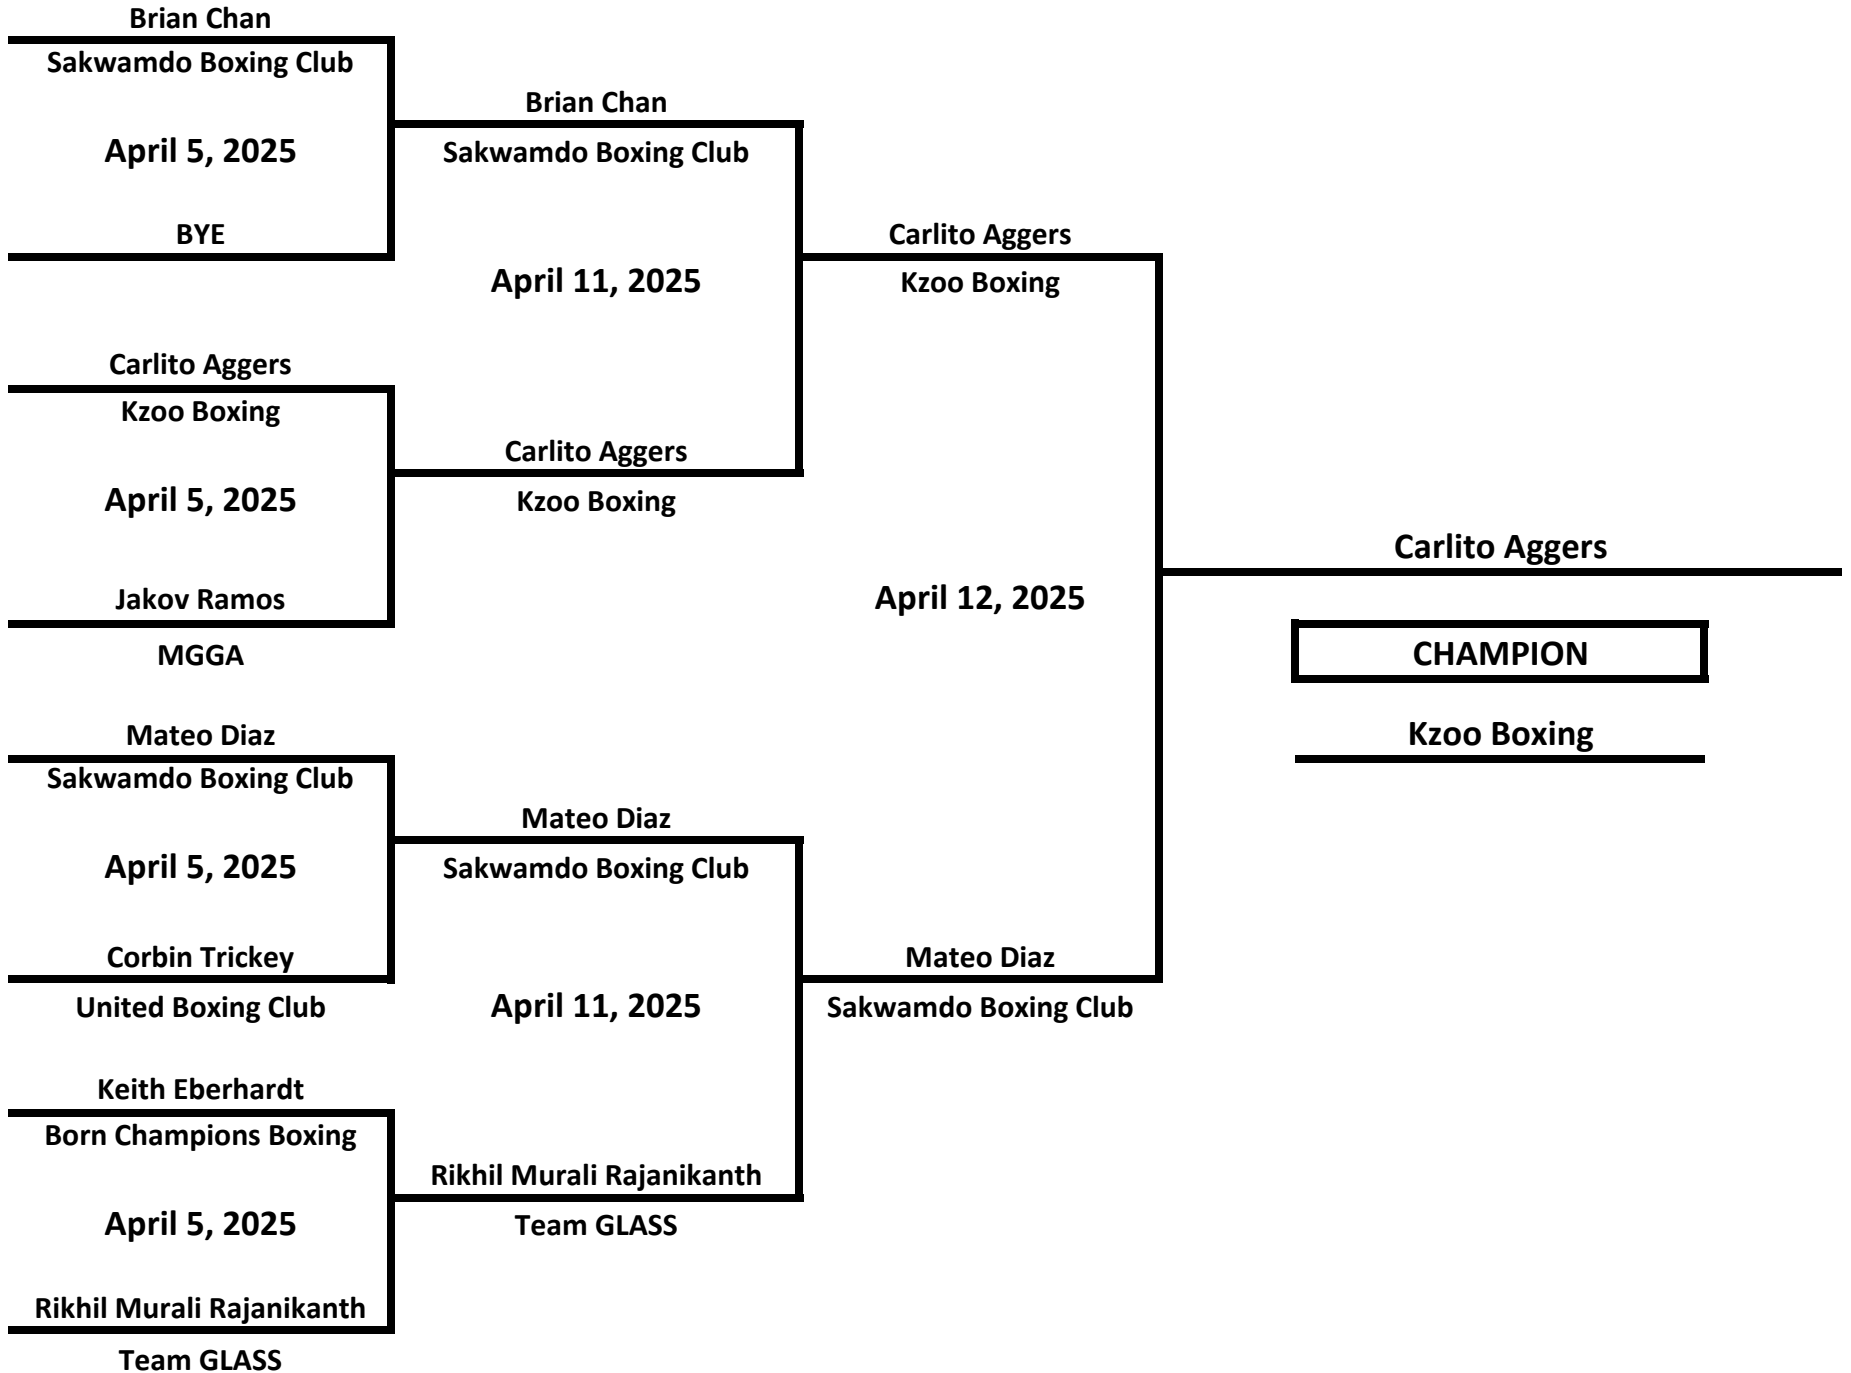 Brian Chan
Sakwamdo Boxing Club
April 5, 2025
BYE
Carlito Aggers
Kzoo Boxing
April 5, 2025
Jakov Ramos
MGGA
Mateo Diaz
Sakwamdo Boxing Club
April 5, 2025
Corbin Trickey
United Boxing Club
Keith Eberhardt
Born Champions Boxing
April 5, 2025
Rikhil Murali Rajanikanth
Team GLASS
Brian Chan
Sakwamdo Boxing Club
April 11, 2025
Carlito Aggers
Kzoo Boxing
Mateo Diaz
Sakwamdo Boxing Club
April 11, 2025
Rikhil Murali Rajanikanth
Team GLASS
Carlito Aggers
Kzoo Boxing
April 12, 2025
Mateo Diaz
Sakwamdo Boxing Club
Carlito Aggers
CHAMPION
Kzoo Boxing